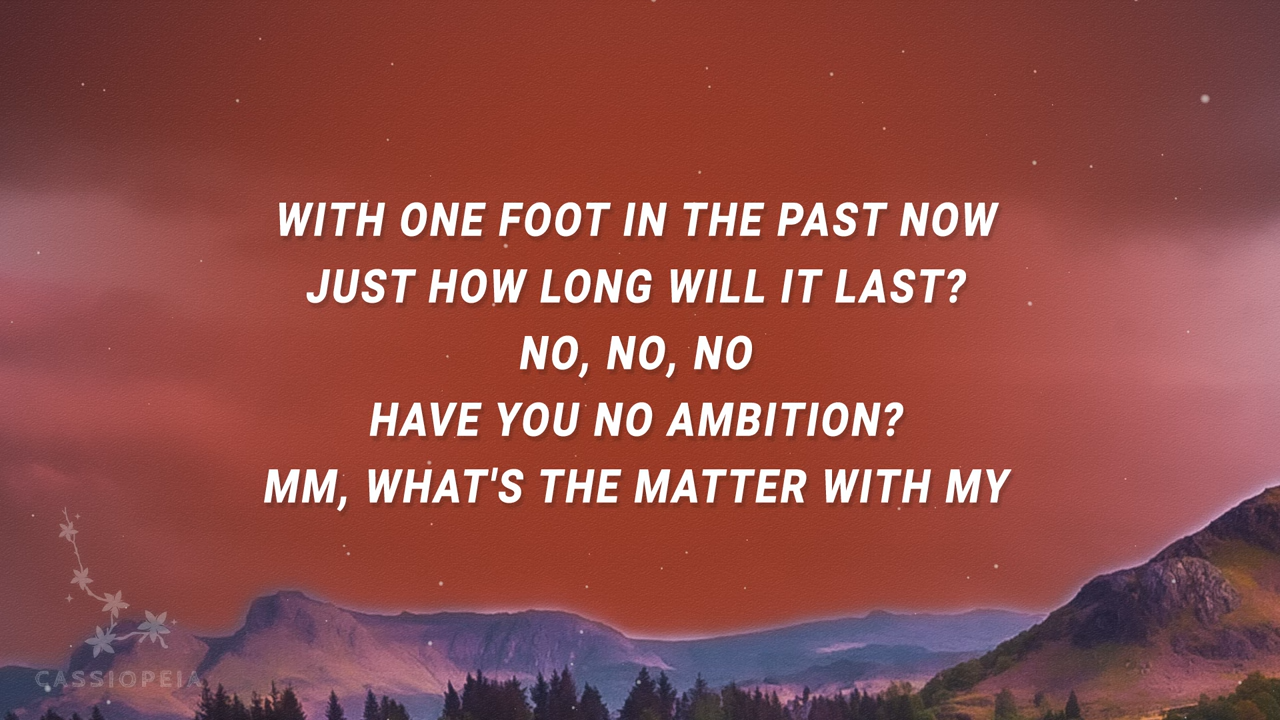 WITH ONE FOOT IN THE PAST NOW
JUST HOW LONG WILL IT LAST?
NO, NO, NO
HAVE YOU NO AMBITION?
MM, WHAT'S THE MATTER WITH MY
CASSIOPEIA